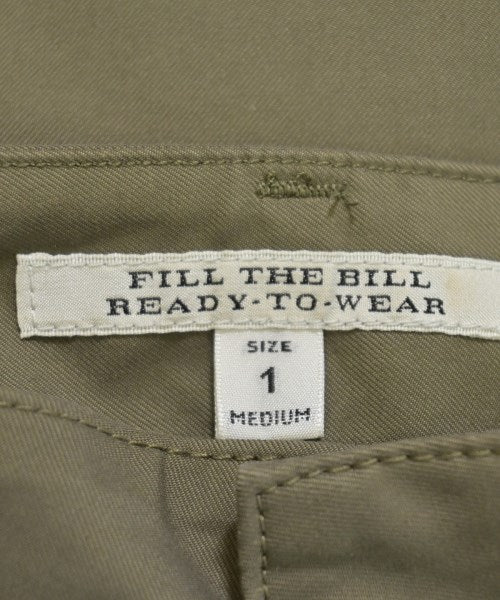 FILL THE BILL
READY-TO-WEAR
SIZE
1
MEDIUM